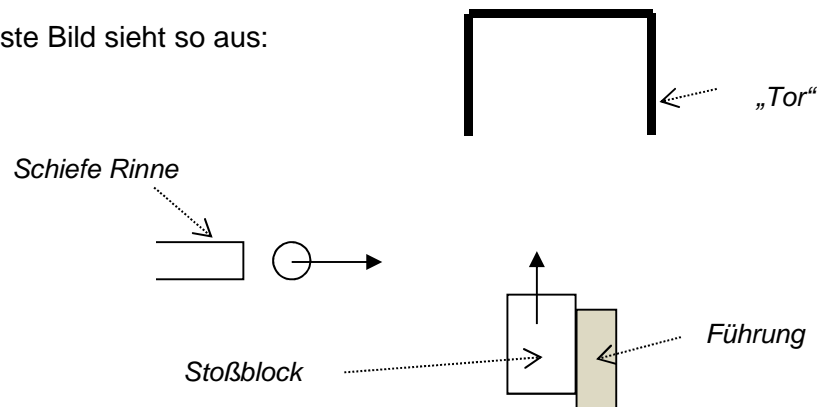 ste Bild sieht so aus:
„Tor“
Schiefe Rinne
Führung
Stoßblock